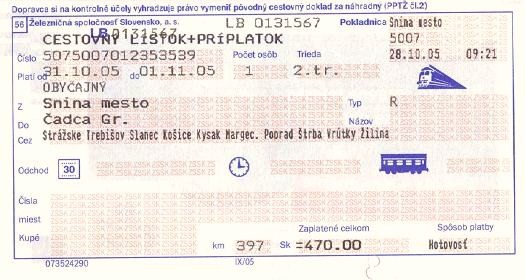 Dopravca si na kontrolné účely vyhradzuje právo vymeniť pôvodný cestovný doklad za náhradný (PPTŽ čl.2)
56 Železničná spoločnosť Slovensko, a. s. LB 0131567 Pokladnica Snina mesto
LB 0131567
CESTOVNÝ LÍSTOK+PRÍPLATOK 5007
Číslo 5075007012353539 Počet osôb Trieda 28.10.05 09:21
Platí od 31.10.05 do 01.11.05 1 2.tr.
OBYČAJNÝ
Z Snina mesto Typ R
Do Čadca Gr. Názov
Cez Strážske Trebišov Slanec Košice Kysak Margec. Poprad Štrba Vrútky Žilina
Odchod 30
Čísla
miest
Kupé Zaplatené celkom Spôsob platby
km 397 Sk =470.00 Hotovosť
073524290 IX/05